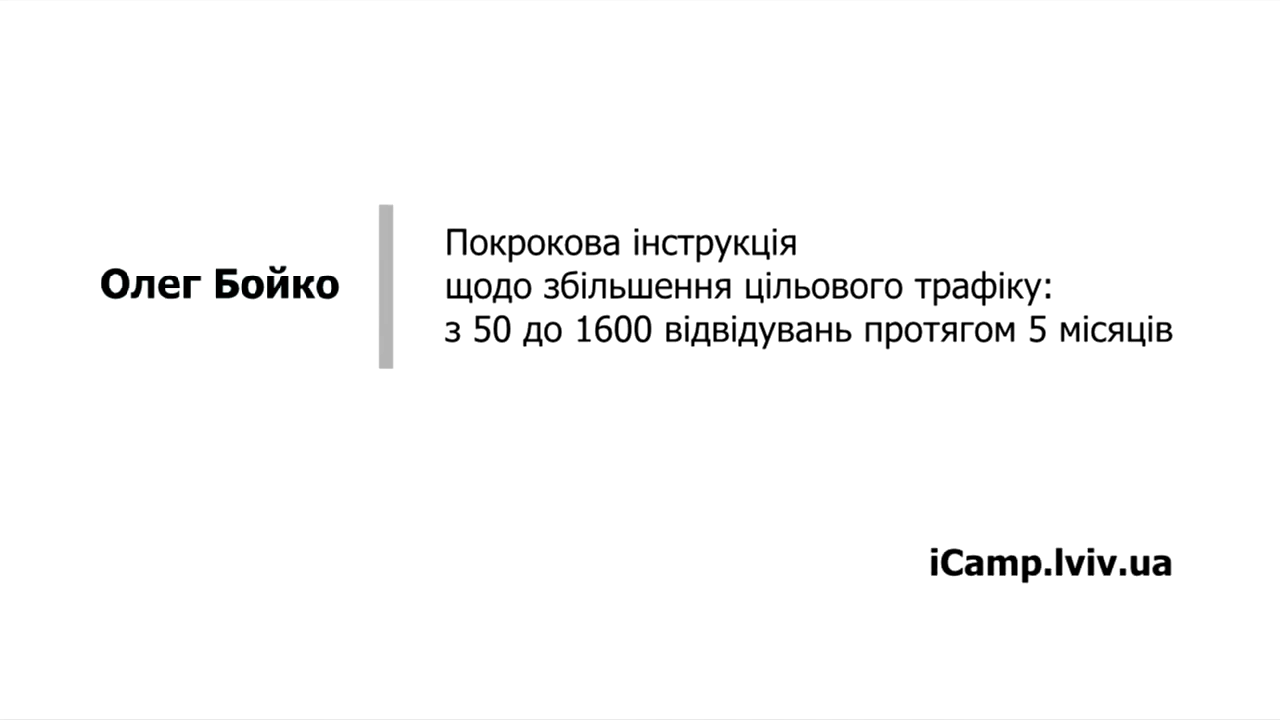 Олег Бойко
Покрокова інструкція
щодо збільшення цільового трафіку:
з 50 до 1600 відвідувань протягом 5 місяців
iCamp.lviv.ua